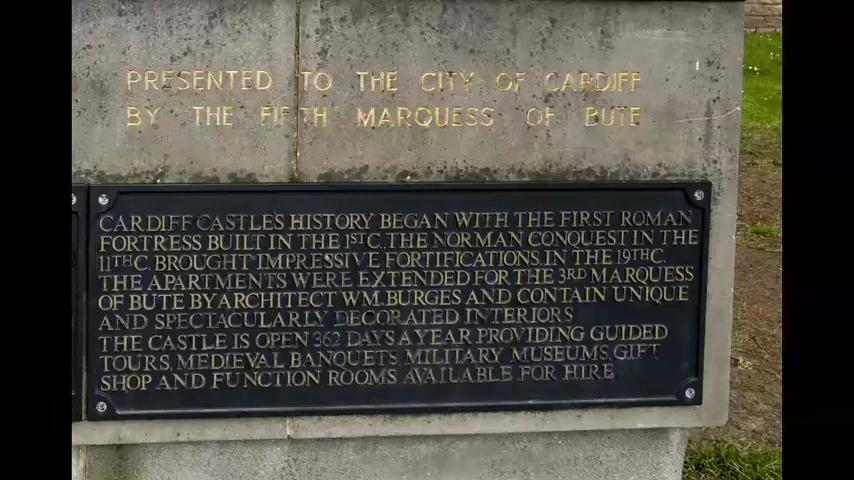 PRESENTED TO THE CITY OF CARDIFF
BY THE FIFTH MARQUESS OF BUTE
CARDIFF CASTLES HISTORY BEGAN WITH THE FIRST ROMAN
FORTRESS BUILT IN THE 1ST C. THE NORMAN CONQUEST IN THE
11TH C. BROUGHT IMPRESSIVE FORTIFICATIONS. IN THE 19TH C.
THE APARTMENTS WERE EXTENDED FOR THE 3RD MARQUESS
OF BUTE BY ARCHITECT WM. BURGES AND CONTAIN UNIQUE
AND SPECTACULARLY DECORATED INTERIORS
THE CASTLE IS OPEN 362 DAYS A YEAR PROVIDING GUIDED
TOURS, MEDIEVAL BANQUETS, MILITARY MUSEUMS, GIFT
SHOP AND FUNCTION ROOMS AVAILABLE FOR HIRE